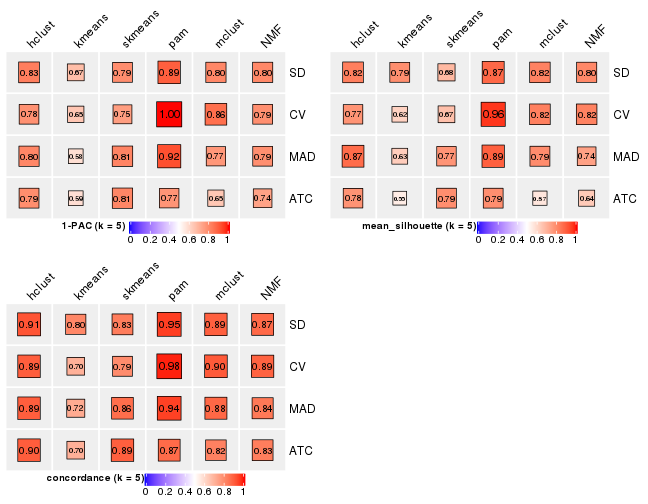 hclust kmeans skmeans pam mclust NMF
0.83 0.67 0.79 0.89 0.80 0.80 SD
0.78 0.65 0.75 1.00 0.86 0.79 CV
0.80 0.58 0.81 0.92 0.77 0.79 MAD
0.79 0.59 0.81 0.77 0.65 0.74 ATC
1-PAC (k = 5)
0 0.2 0.4 0.6 0.8 1
hclust kmeans skmeans pam mclust NMF
0.82 0.79 0.68 0.87 0.82 0.80 SD
0.77 0.62 0.67 0.96 0.82 0.82 CV
0.87 0.63 0.77 0.89 0.79 0.74 MAD
0.78 0.55 0.79 0.79 0.57 0.64 ATC
mean_silhouette (k = 5)
0 0.2 0.4 0.6 0.8 1
hclust kmeans skmeans pam mclust NMF
0.91 0.80 0.83 0.95 0.89 0.87 SD
0.89 0.70 0.79 0.98 0.90 0.89 CV
0.89 0.72 0.86 0.94 0.88 0.84 MAD
0.90 0.70 0.89 0.87 0.82 0.83 ATC
concordance (k = 5)
0 0.2 0.4 0.6 0.8 1